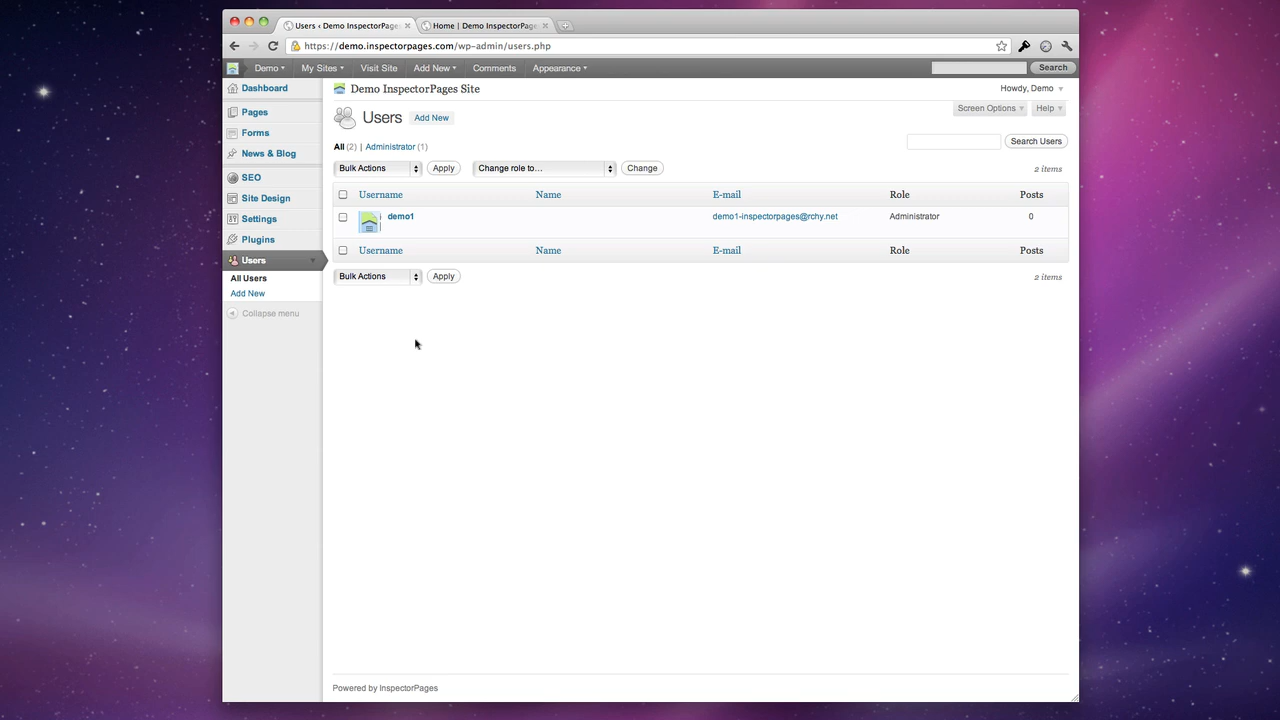 Users ‹ Demo InspectorPages
Home | Demo InspectorPage
https://demo.inspectorpages.com/wp-admin/users.php
Demo
My Sites
Visit Site
Add New
Comments
Appearance
Search
Dashboard
Pages
Forms
News & Blog
SEO
Site Design
Settings
Plugins
Users
All Users
Add New
Collapse menu
Demo InspectorPages Site
Howdy, Demo
Users
Add New
Screen Options
Help
All (2) | Administrator (1)
Search Users
Bulk Actions
Apply
Change role to...
Change
2 items
Username
Name
E-mail
Role
Posts
demo1
demo1-inspectorpages@rchy.net
Administrator
0
Username
Name
E-mail
Role
Posts
Bulk Actions
Apply
2 items
Powered by InspectorPages